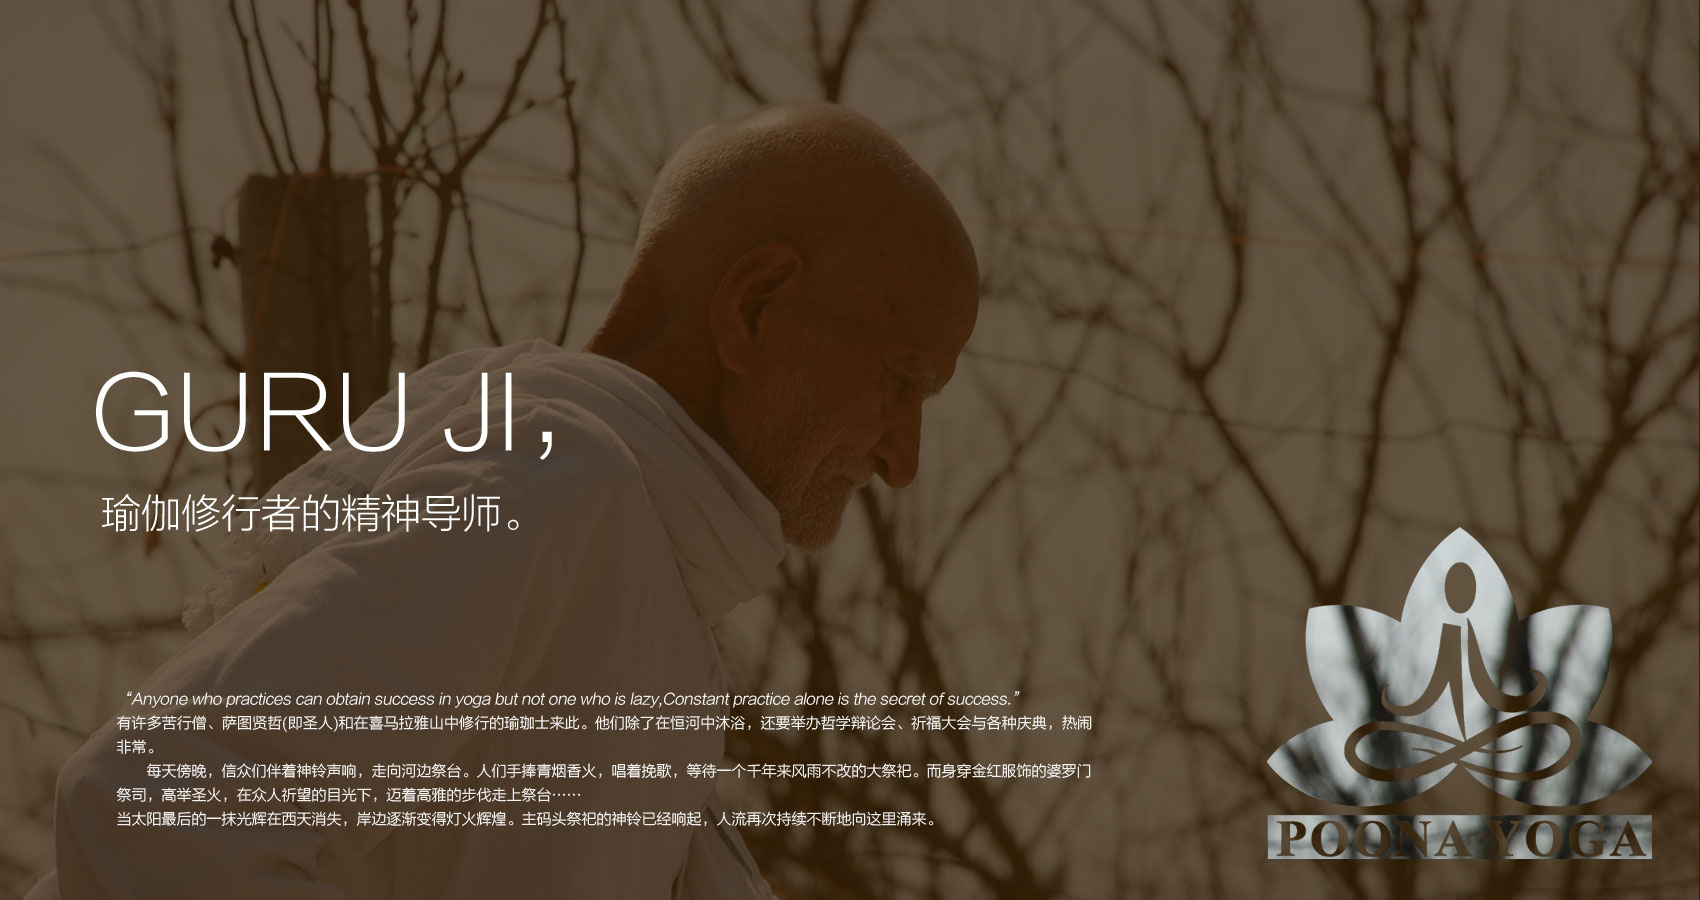 GURU JI，
瑜伽修行者的精神导师。
“Anyone who practices can obtain success in yoga but not one who is lazy,Constant practice alone is the secret of success.”
有许多苦行僧、萨图贤哲(即圣人)和在喜马拉雅山中修行的瑜珈士来此。他们除了在恒河中沐浴，还要举办哲学辩论会、祈福大会与各种庆典，热闹
非常。
每天傍晚，信众们伴着神铃声响，走向河边祭台。人们手捧青烟香火，唱着挽歌，等待一个千年来风雨不改的大祭祀。而身穿金红服饰的婆罗门
祭司，高举圣火，在众人祈望的目光下，迈着高雅的步伐走上祭台……
当太阳最后的一抹光辉在西天消失，岸边逐渐变得灯火辉煌。主码头祭祀的神铃已经响起，人流再次持续不断地向这里涌来。
POONA YOGA